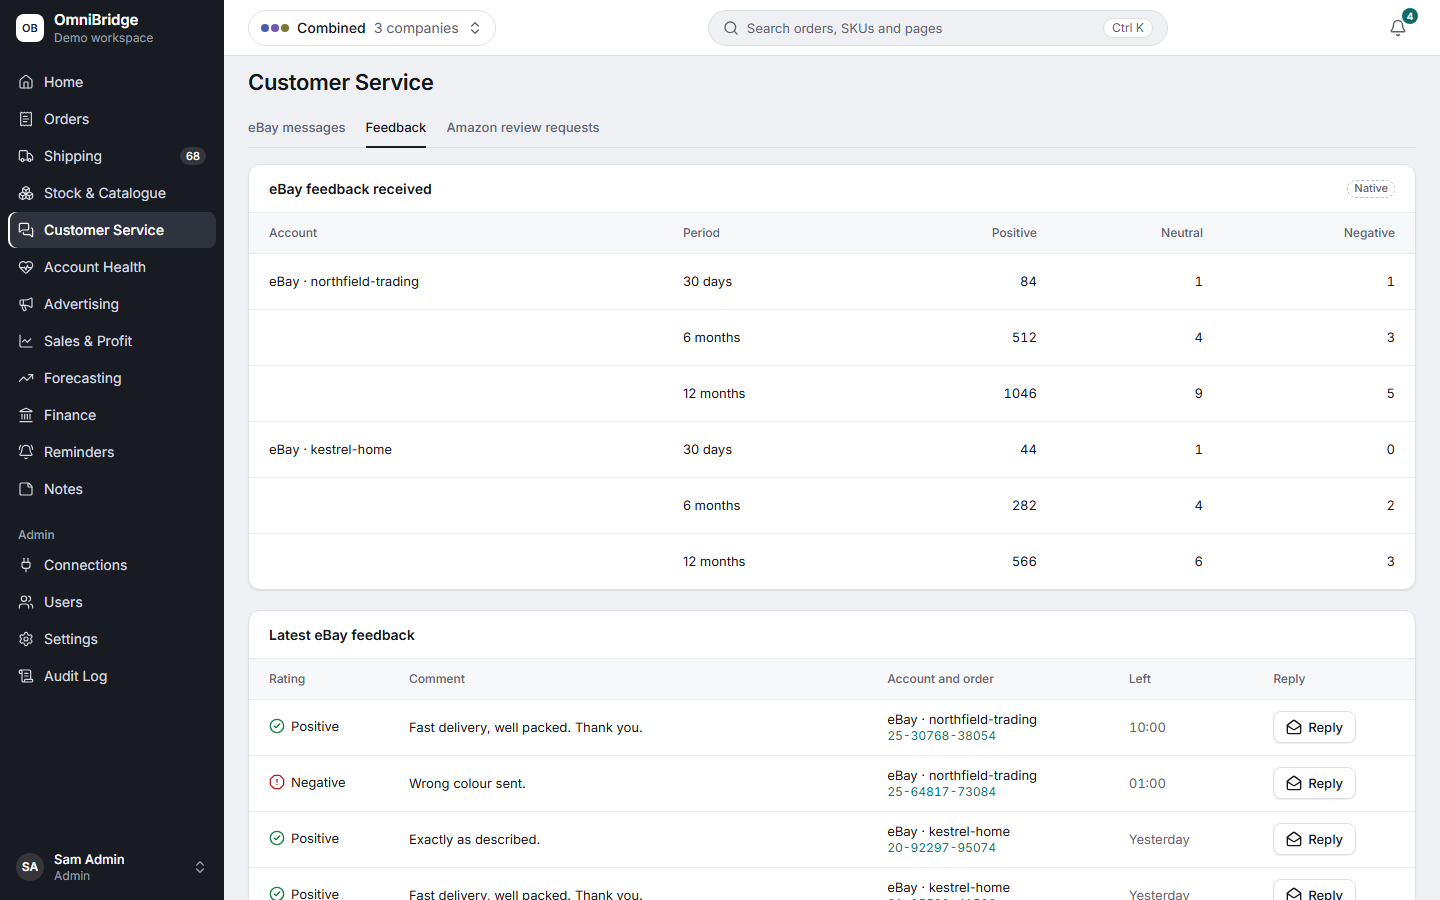 OB
OmniBridge
Demo workspace
Combined 3 companies
Search orders, SKUs and pages
Ctrl K
4
Home
Orders
Shipping 68
Stock & Catalogue
Customer Service
Account Health
Advertising
Sales & Profit
Forecasting
Finance
Reminders
Notes
Admin
Connections
Users
Settings
Audit Log
SA
Sam Admin
Admin
Customer Service
eBay messages Feedback Amazon review requests
eBay feedback received Native
Account Period Positive Neutral Negative
eBay · northfield-trading 30 days 84 1 1
6 months 512 4 3
12 months 1046 9 5
eBay · kestrel-home 30 days 44 1 0
6 months 282 4 2
12 months 566 6 3
Latest eBay feedback
Rating Comment Account and order Left Reply
Positive Fast delivery, well packed. Thank you. eBay · northfield-trading 10:00 Reply
25-30768-38054
Negative Wrong colour sent. eBay · northfield-trading 01:00 Reply
25-64817-73084
Positive Exactly as described. eBay · kestrel-home Yesterday Reply
20-92297-95074
Positive Fast delivery, well packed. Thank you. eBay · kestrel-home Yesterday Reply